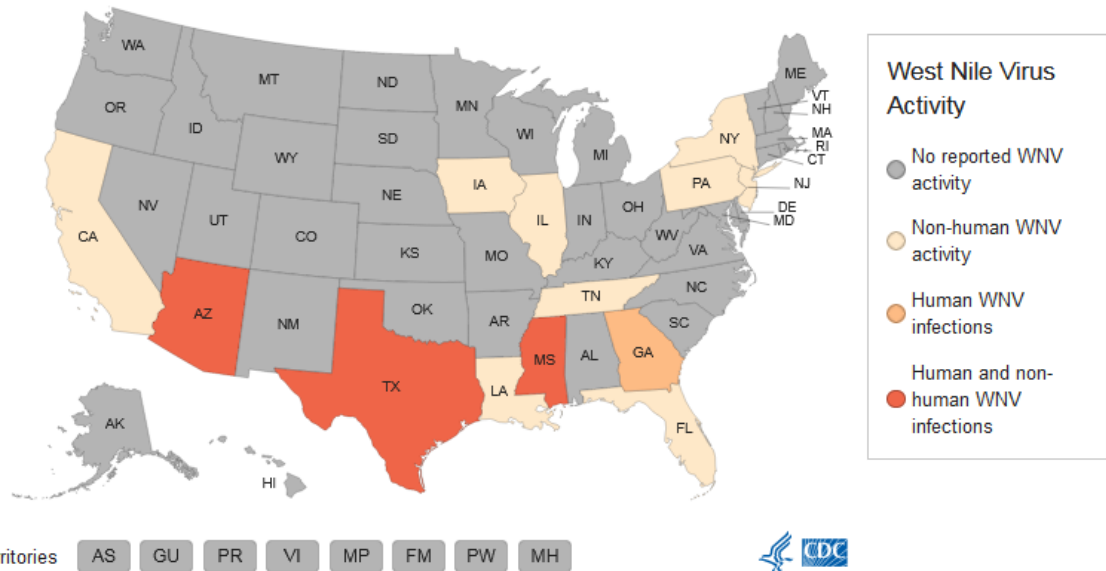 WA
MT
ND
MN
ME
VT
NH
OR
ID
SD
WI
MI
NY
MA
RI
CT
WY
IA
PA
NJ
NE
NV
UT
CO
IL
IN
OH
DE
MD
WV
VA
CA
KS
MO
KY
NC
TN
AZ
NM
OK
AR
SC
MS
AL
GA
TX
LA
FL
AK
HI
West Nile Virus
Activity
No reported WNV
activity
Non-human WNV
activity
Human WNV
infections
Human and non-
human WNV
infections
ritories AS GU PR VI MP FM PW MH
CDC